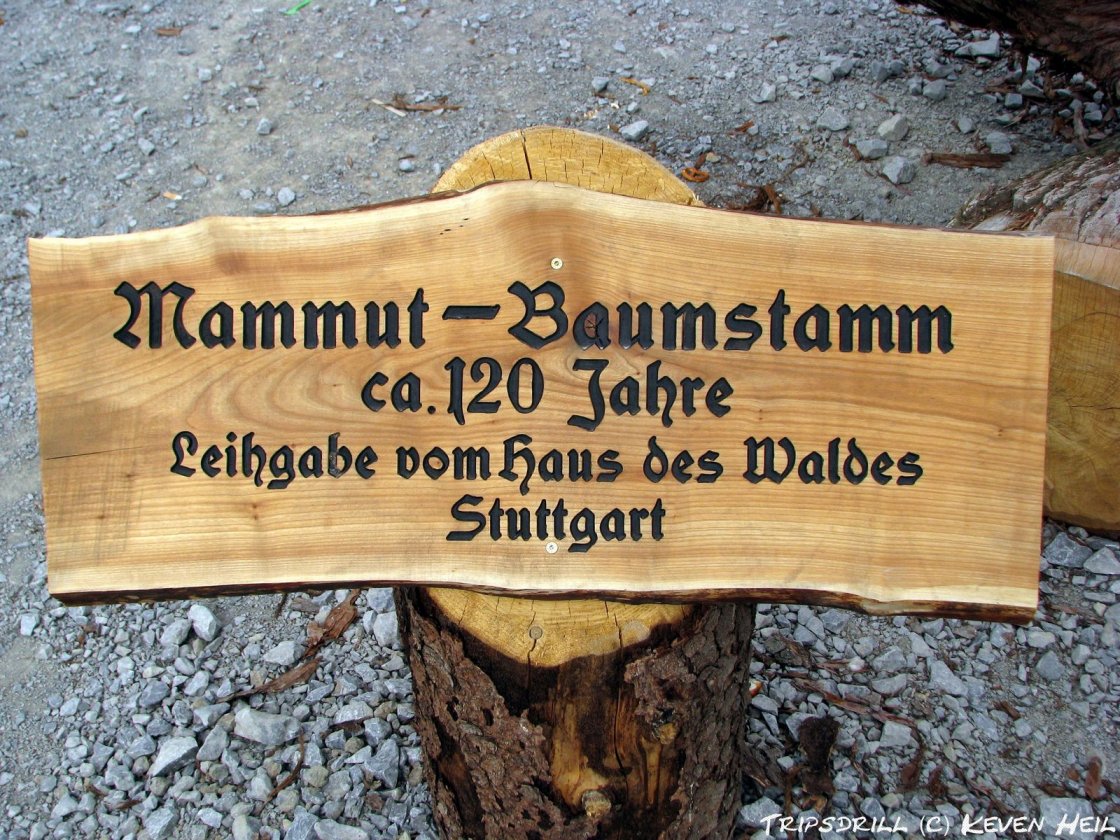 Mammut - Baumstamm
ca. 120 Jahre
Leihgabe vom Haus des Waldes
Stuttgart
Tripsdrill (C) Keven Heil